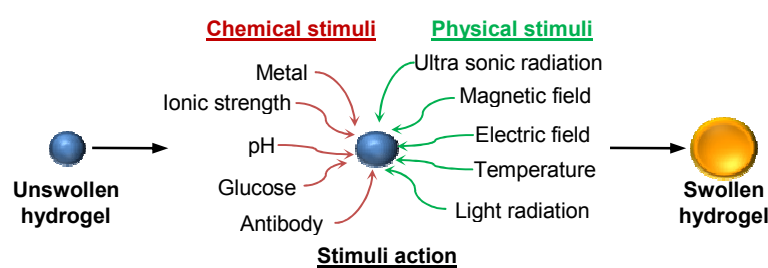 Chemical stimuli
Physical stimuli
Metal
Ionic strength
pH
Glucose
Antibody
Ultra sonic radiation
Magnetic field
Electric field
Temperature
Light radiation
Unswollen
hydrogel
Stimuli action
Swollen
hydrogel